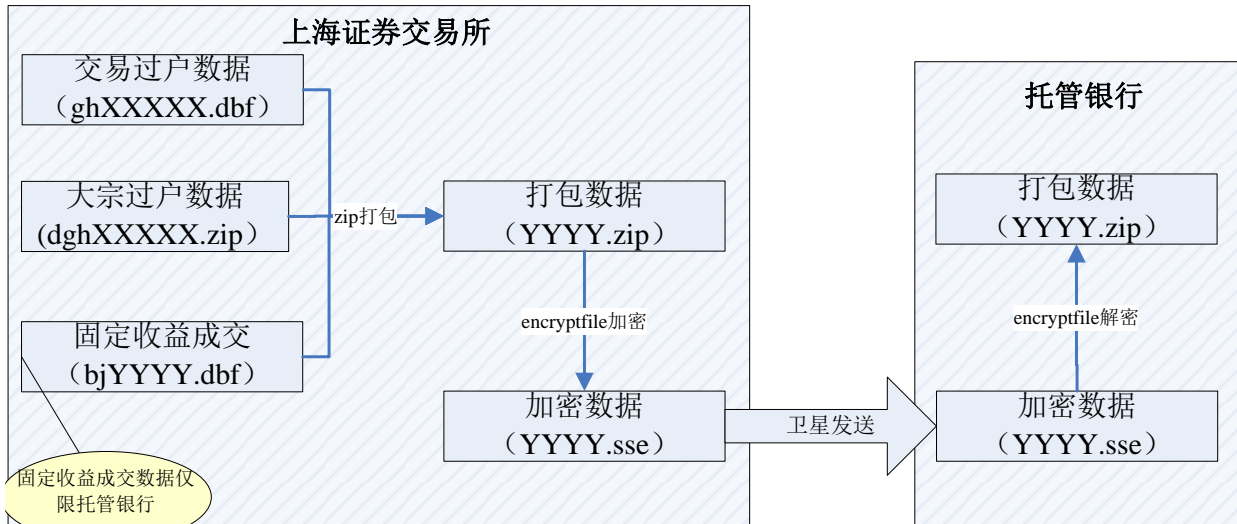 上海证券交易所
交易过户数据
（ghXXXXX.dbf）
大宗过户数据
(dghXXXXX.zip）
固定收益成交
（bjYYYY.dbf）
固定收益成交数据仅
限托管银行
zip打包
打包数据
（YYYY.zip）
encryptfile加密
加密数据
（YYYY.sse）
卫星发送
托管银行
打包数据
（YYYY.zip）
encryptfile解密
加密数据
（YYYY.sse）